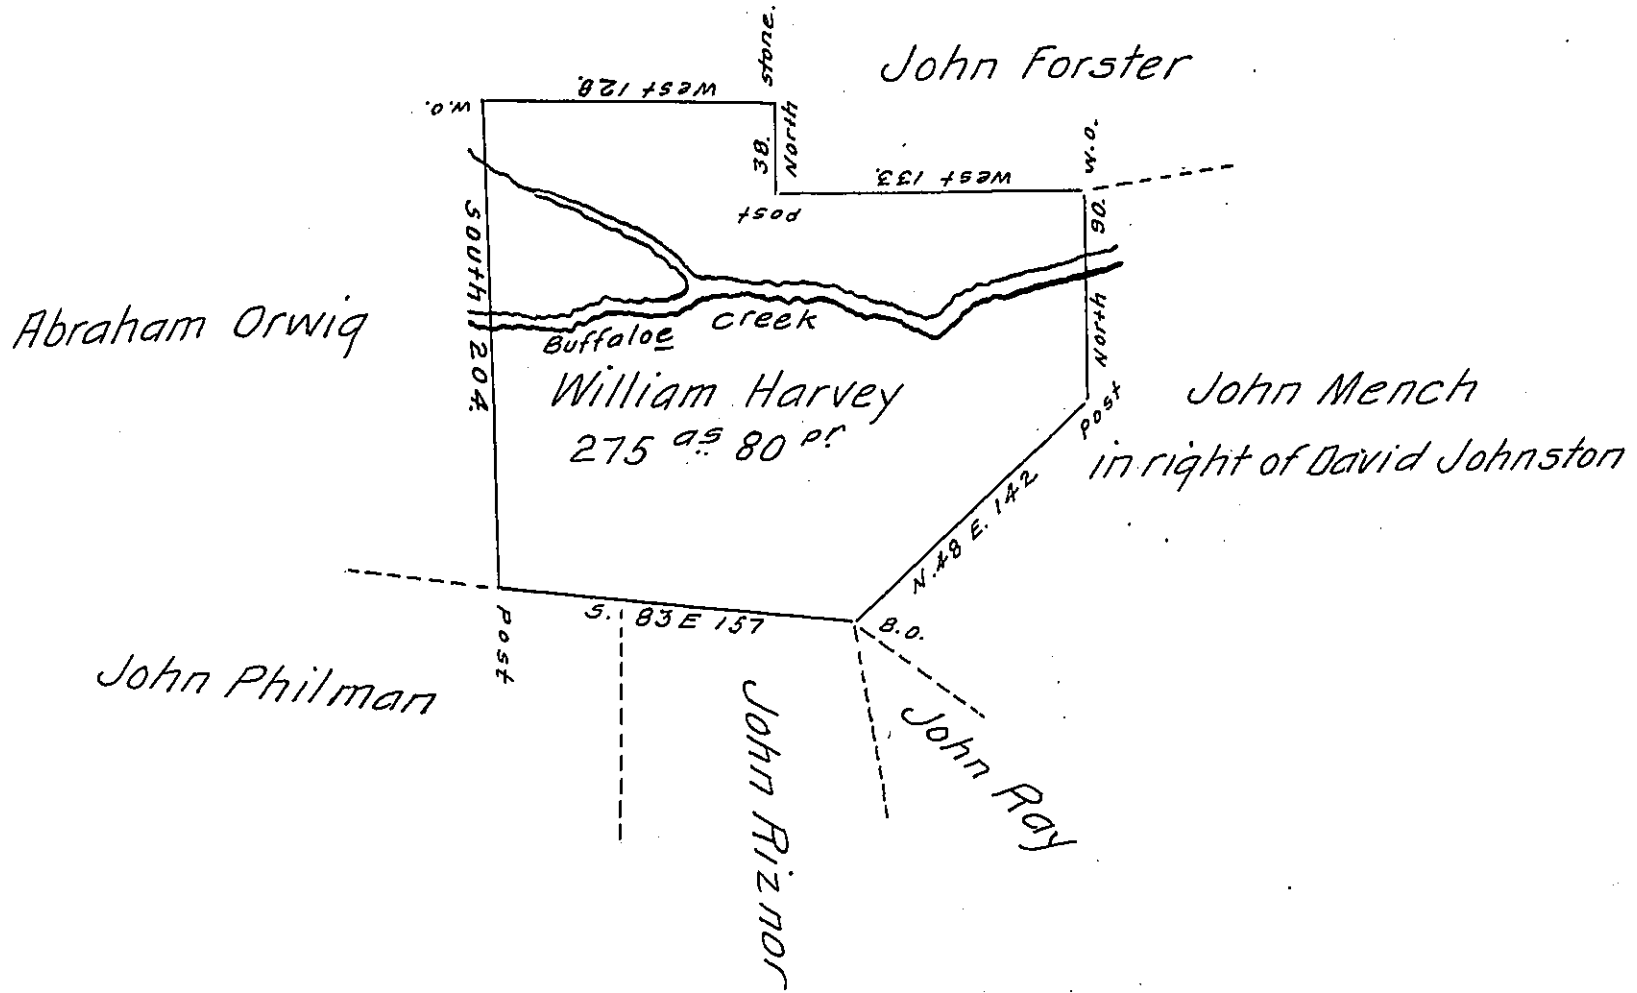 Stone.
John Forster
West 128.
W.O.
North
38.
W.O.
West 133.
Post
90.
North
South 204.
Abraham Orwig
Buffaloe Creek
William Harvey
275 as 80 pr
John Mench
in right of David Johnston
Post
N. 48 E. 142
S. 83 E 157
B.O.
Post
John Philman
John Riznor
John Ray